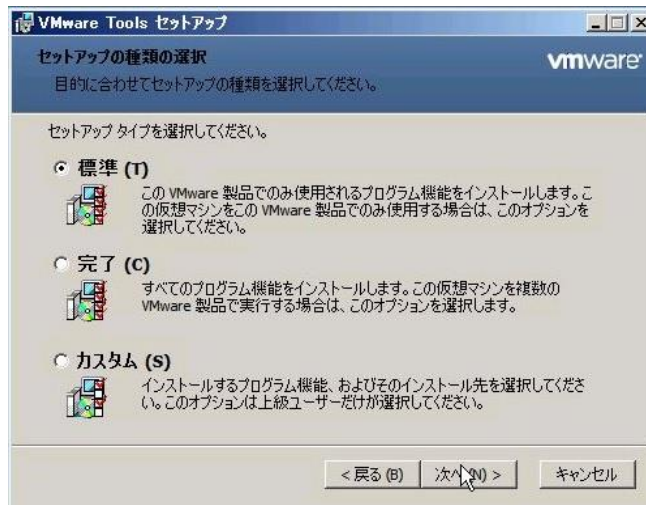 VMware Tools セットアップ
セットアップの種類の選択
目的に合わせてセットアップの種類を選択してください。
vmware
セットアップ タイプを選択してください。
標準 (T)
この VMware 製品でのみ使用されるプログラム機能をインストールします。こ
の仮想マシンをこの VMware 製品でのみ使用する場合は、このオプションを
選択してください。
完了 (C)
すべてのプログラム機能をインストールします。この仮想マシンを複数の
VMware 製品で実行する場合は、このオプションを選択します。
カスタム (S)
インストールするプログラム機能、およびそのインストール先を選択してくださ
い。このオプションは上級ユーザーだけが選択してください。
< 戻る (B)
次へ(N) >
キャンセル